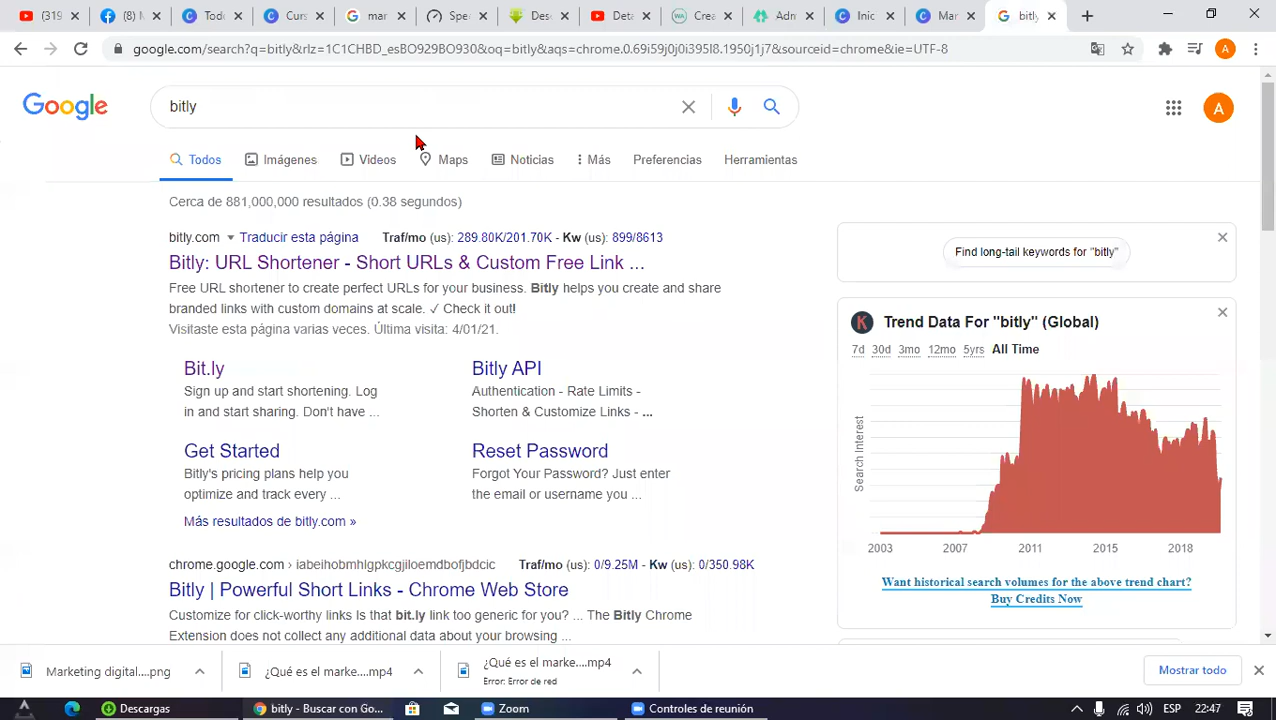 (319
(8) M
Todo
Curs
mar
Spe
Desc
Deta
Crea
Adm
Inic
Mar
bitly
google.com/search?q=bitly&rlz=1C1CHBD_esBO929BO930&oq=bitly&aqs=chrome.0.69i59j0j0i395l8.1950j1j7&sourceid=chrome&ie=UTF-8
A
Google
bitly
A
Todos
Imágenes
Videos
Maps
Noticias
Más
Preferencias
Herramientas
Cerca de 881,000,000 resultados (0.38 segundos)
bitly.com ▾ Traducir esta página Traf/mo (us): 289.80K/201.70K - Kw (us): 899/8613
Bitly: URL Shortener - Short URLs & Custom Free Link ...
Free URL shortener to create perfect URLs for your business. Bitly helps you create and share
branded links with custom domains at scale. ✓ Check it out!
Visitaste esta página varias veces. Última visita: 4/01/21.
Bit.ly
Sign up and start shortening. Log
in and start sharing. Don't have ...
Bitly API
Authentication - Rate Limits -
Shorten & Customize Links - ...
Get Started
Bitly's pricing plans help you
optimize and track every ...
Reset Password
Forgot Your Password? Just enter
the email or username you ...
Más resultados de bitly.com »
chrome.google.com › iabeihobmhlgpkcgjiloemdbofjbdcic Traf/mo (us): 0/9.25M - Kw (us): 0/350.98K
Bitly | Powerful Short Links - Chrome Web Store
Customize for click-worthy links Is that bit.ly link too generic for you? ... The Bitly Chrome
Extension does not collect any additional data about your browsing ...
Find long-tail keywords for "bitly"
K
Trend Data For "bitly" (Global)
7d 30d 3mo 12mo 5yrs All Time
Search Interest
2003 2007 2011 2015 2018
Want historical search volumes for the above trend chart?
Buy Credits Now
Marketing digital....png
¿Qué es el marke....mp4
¿Qué es el marke....mp4
Error: Error de red
Mostrar todo
Descargas
bitly - Buscar con Go...
Zoom
Controles de reunión
ESP
22:47